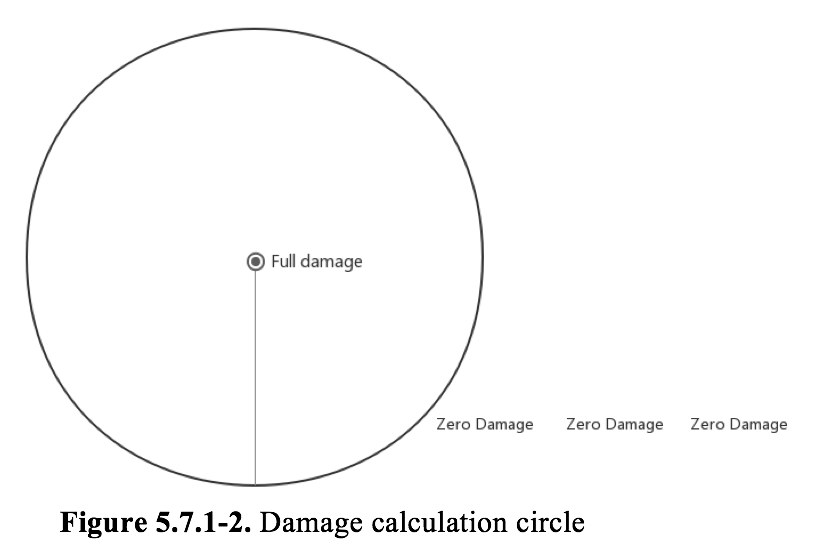 Full damage
Zero Damage Zero Damage Zero Damage
Figure 5.7.1-2. Damage calculation circle